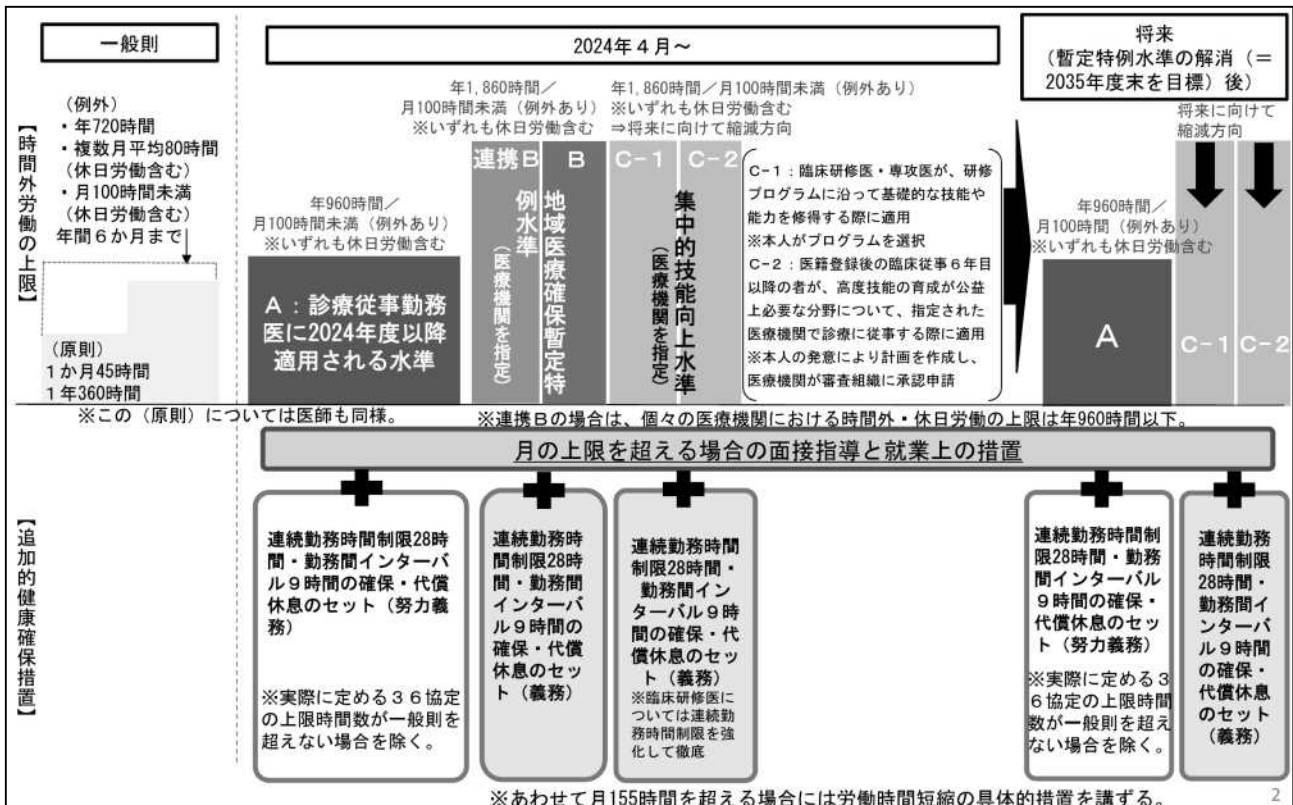 一般則
2024年４月～
将来
（暫定特例水準の解消（＝
2035年度末を目標）後）
【時間外労働の上限】
（例外）
・年720時間
・複数月平均80時間
（休日労働含む）
・月100時間未満
（休日労働含む）
年間６か月まで
（原則）
１か月45時間
１年360時間
年960時間／
月100時間未満（例外あり）
※いずれも休日労働含む
Ａ：診療従事勤務
医に2024年度以降
適用される水準
年1,860時間／
月100時間未満（例外あり）
※いずれも休日労働含む
連携Ｂ
Ｂ
地域医療確保暫定特
例水準
（医療機関を指定）
年1,860時間／月100時間未満（例外あり）
※いずれも休日労働含む
⇒将来に向けて縮減方向
Ｃ-１
Ｃ-２
集中的技能向上水準
（医療機関を指定）
Ｃ-１：臨床研修医・専攻医が、研修
プログラムに沿って基礎的な技能や
能力を修得する際に適用
※本人がプログラムを選択
Ｃ-２：医籍登録後の臨床従事６年目
以降の者が、高度技能の育成が公益
上必要な分野について、指定された
医療機関で診療に従事する際に適用
※本人の発意により計画を作成し、
医療機関が審査組織に承認申請
年960時間／
月100時間（例外あり）
※いずれも休日労働含む
Ａ
将来に向けて
縮減方向
Ｃ-１
Ｃ-２
※この（原則）については医師も同様。
※連携Ｂの場合は、個々の医療機関における時間外・休日労働の上限は年960時間以下。
月の上限を超える場合の面接指導と就業上の措置
【追加的健康確保措置】
連続勤務時間制限28時
間・勤務間インターバ
ル９時間の確保・代償
休息のセット（努力義
務）
※実際に定める３６協定
の上限時間数が一般則を
超えない場合を除く。
連続勤務時間制
間制限28時
間・勤務間
インターバ
ル９時間の
確保・代償
休息のセッ
ト（義務）
連続勤務時間
制限28時間・
勤務間イン
ターバル９時
間の確保・代
償休息のセッ
ト（義務）
※臨床研修医に
ついては連続勤
務時間制限を強
化して徹底
連続勤務時間制
限28時間・勤務
間インターバル
９時間の確保・
代償休息のセッ
ト（努力義務）
※実際に定める３
６協定の上限時間
数が一般則を超え
ない場合を除く。
連続勤務
時間制限
28時間・
勤務間イ
ンターバ
ル９時間
の確保・
代償休息
のセット
（義務）
※あわせて月155時間を超える場合には労働時間短縮の具体的措置を講ずる。
2